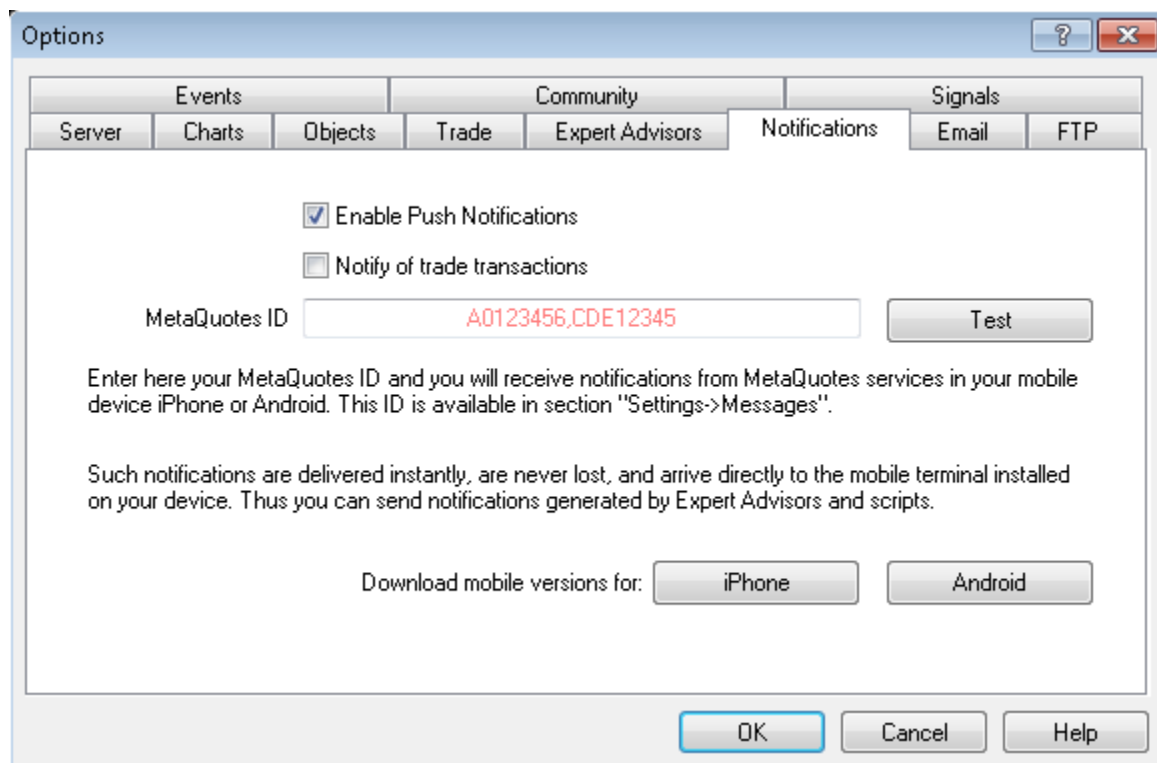 Options
Events Community Signals
Server Charts Objects Trade Expert Advisors Notifications Email FTP
Enable Push Notifications
Notify of trade transactions
MetaQuotes ID A0123456,CDE12345 Test
Enter here your MetaQuotes ID and you will receive notifications from MetaQuotes services in your mobile
device iPhone or Android. This ID is available in section "Settings->Messages".
Such notifications are delivered instantly, are never lost, and arrive directly to the mobile terminal installed
on your device. Thus you can send notifications generated by Expert Advisors and scripts.
Download mobile versions for: iPhone Android
OK Cancel Help